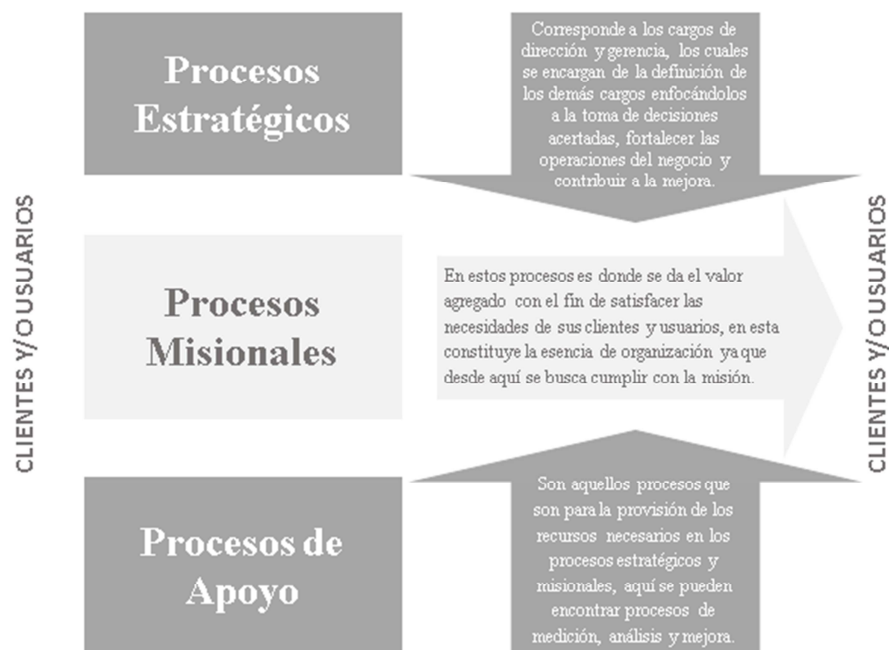 CLIENTES Y/O USUARIOS
Procesos
Estratégicos
Corresponde a los cargos de
dirección y gerencia, los cuales
se encargan de la definición de
los demás cargos enfocándolos
a la toma de decisiones
acertadas, fortalecer las
operaciones del negocio y
contribuir a la mejora.
Procesos
Misionales
En estos procesos es donde se da el valor
agregado con el fin de satisfacer las
necesidades de sus clientes y usuarios, en esta
constituye la esencia de organización ya que
desde aquí se busca cumplir con la misión.
Procesos de
Apoyo
Son aquellos procesos que
son para la provisión de los
recursos necesarios en los
procesos estratégicos y
misionales, aquí se pueden
encontrar procesos de
medición, análisis y mejora.
CLIENTES Y/O USUARIOS